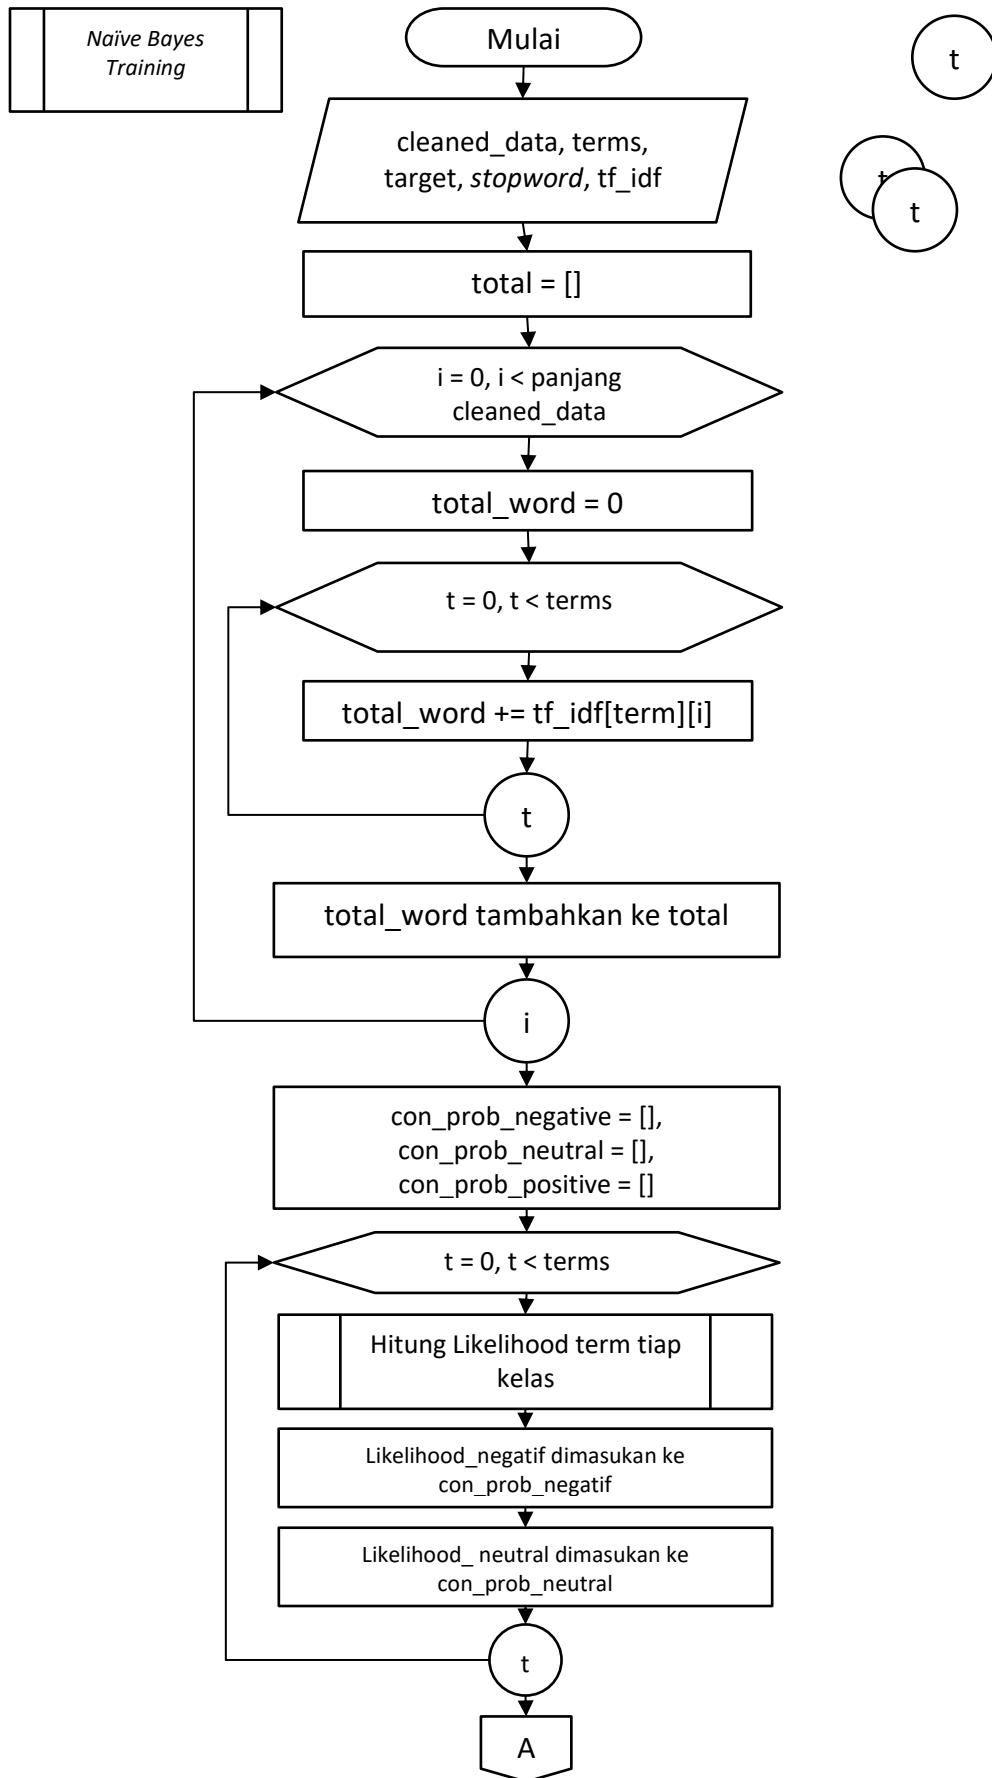 Naïve Bayes
Training
Mulai
t
cleaned_data, terms,
target, stopword, tf_idf
t
t
total = []
i = 0, i < panjang
cleaned_data
total_word = 0
t = 0, t < terms
total_word += tf_idf[term][i]
t
total_word tambahkan ke total
i
con_prob_negative = [],
con_prob_neutral = [],
con_prob_positive = []
t = 0, t < terms
Hitung Likelihood term tiap
kelas
Likelihood_negatif dimasukan ke
con_prob_negatif
Likelihood_ neutral dimasukan ke
con_prob_neutral
t
A